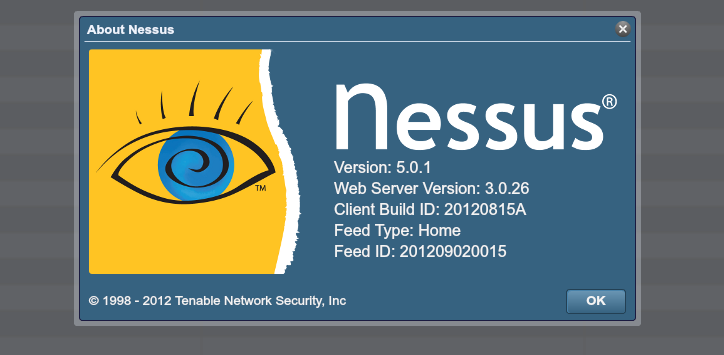 About Nessus
nessus®
Version: 5.0.1
Web Server Version: 3.0.26
Client Build ID: 20120815A
Feed Type: Home
Feed ID: 201209020015
TM
© 1998 - 2012 Tenable Network Security, Inc
OK